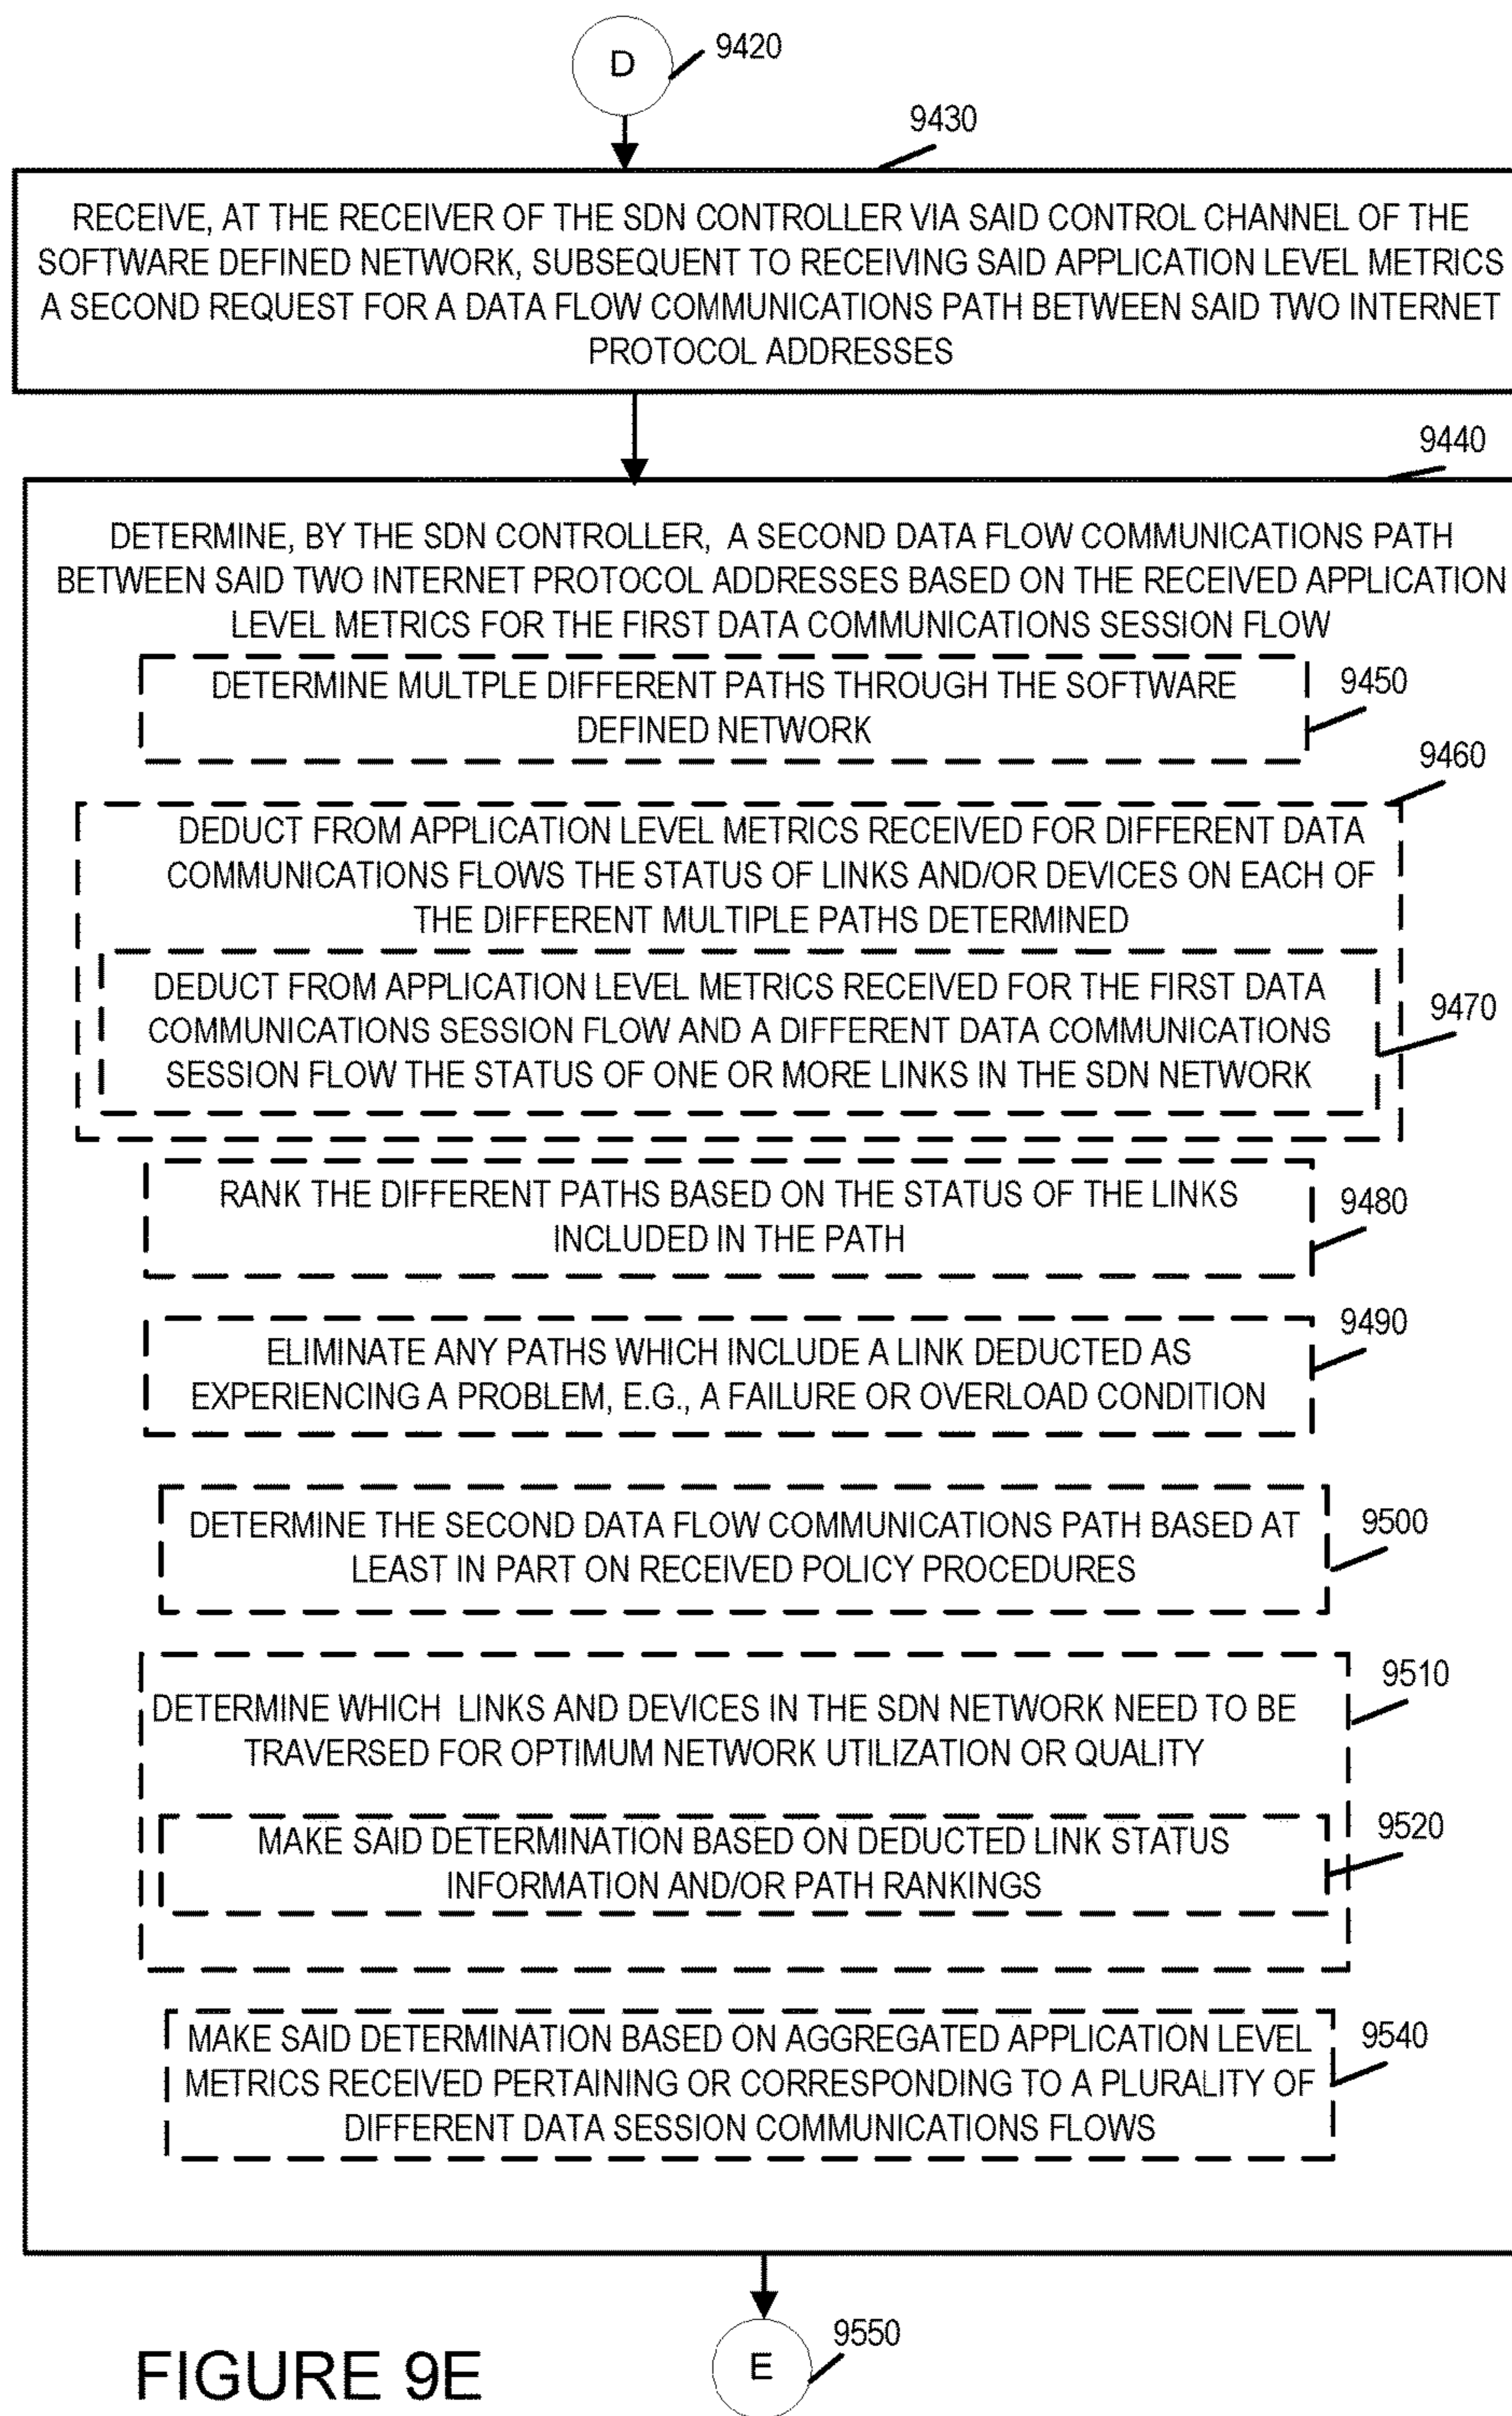 D
9420
9430
RECEIVE, AT THE RECEIVER OF THE SDN CONTROLLER VIA SAID CONTROL CHANNEL OF THE
SOFTWARE DEFINED NETWORK, SUBSEQUENT TO RECEIVING SAID APPLICATION LEVEL METRICS
A SECOND REQUEST FOR A DATA FLOW COMMUNICATIONS PATH BETWEEN SAID TWO INTERNET
PROTOCOL ADDRESSES
9440
DETERMINE, BY THE SDN CONTROLLER, A SECOND DATA FLOW COMMUNICATIONS PATH
BETWEEN SAID TWO INTERNET PROTOCOL ADDRESSES BASED ON THE RECEIVED APPLICATION
LEVEL METRICS FOR THE FIRST DATA COMMUNICATIONS SESSION FLOW
DETERMINE MULTPLE DIFFERENT PATHS THROUGH THE SOFTWARE
DEFINED NETWORK
9450
9460
DEDUCT FROM APPLICATION LEVEL METRICS RECEIVED FOR DIFFERENT DATA
COMMUNICATIONS FLOWS THE STATUS OF LINKS AND/OR DEVICES ON EACH OF
THE DIFFERENT MULTIPLE PATHS DETERMINED
DEDUCT FROM APPLICATION LEVEL METRICS RECEIVED FOR THE FIRST DATA
COMMUNICATIONS SESSION FLOW AND A DIFFERENT DATA COMMUNICATIONS
SESSION FLOW THE STATUS OF ONE OR MORE LINKS IN THE SDN NETWORK
9470
RANK THE DIFFERENT PATHS BASED ON THE STATUS OF THE LINKS
INCLUDED IN THE PATH
9480
ELIMINATE ANY PATHS WHICH INCLUDE A LINK DEDUCTED AS
EXPERIENCING A PROBLEM, E.G., A FAILURE OR OVERLOAD CONDITION
9490
DETERMINE THE SECOND DATA FLOW COMMUNICATIONS PATH BASED AT
LEAST IN PART ON RECEIVED POLICY PROCEDURES
9500
DETERMINE WHICH LINKS AND DEVICES IN THE SDN NETWORK NEED TO BE
TRAVERSED FOR OPTIMUM NETWORK UTILIZATION OR QUALITY
9510
MAKE SAID DETERMINATION BASED ON DEDUCTED LINK STATUS
INFORMATION AND/OR PATH RANKINGS
9520
MAKE SAID DETERMINATION BASED ON AGGREGATED APPLICATION LEVEL
METRICS RECEIVED PERTAINING OR CORRESPONDING TO A PLURALITY OF
DIFFERENT DATA SESSION COMMUNICATIONS FLOWS
9540
FIGURE 9E
E
9550